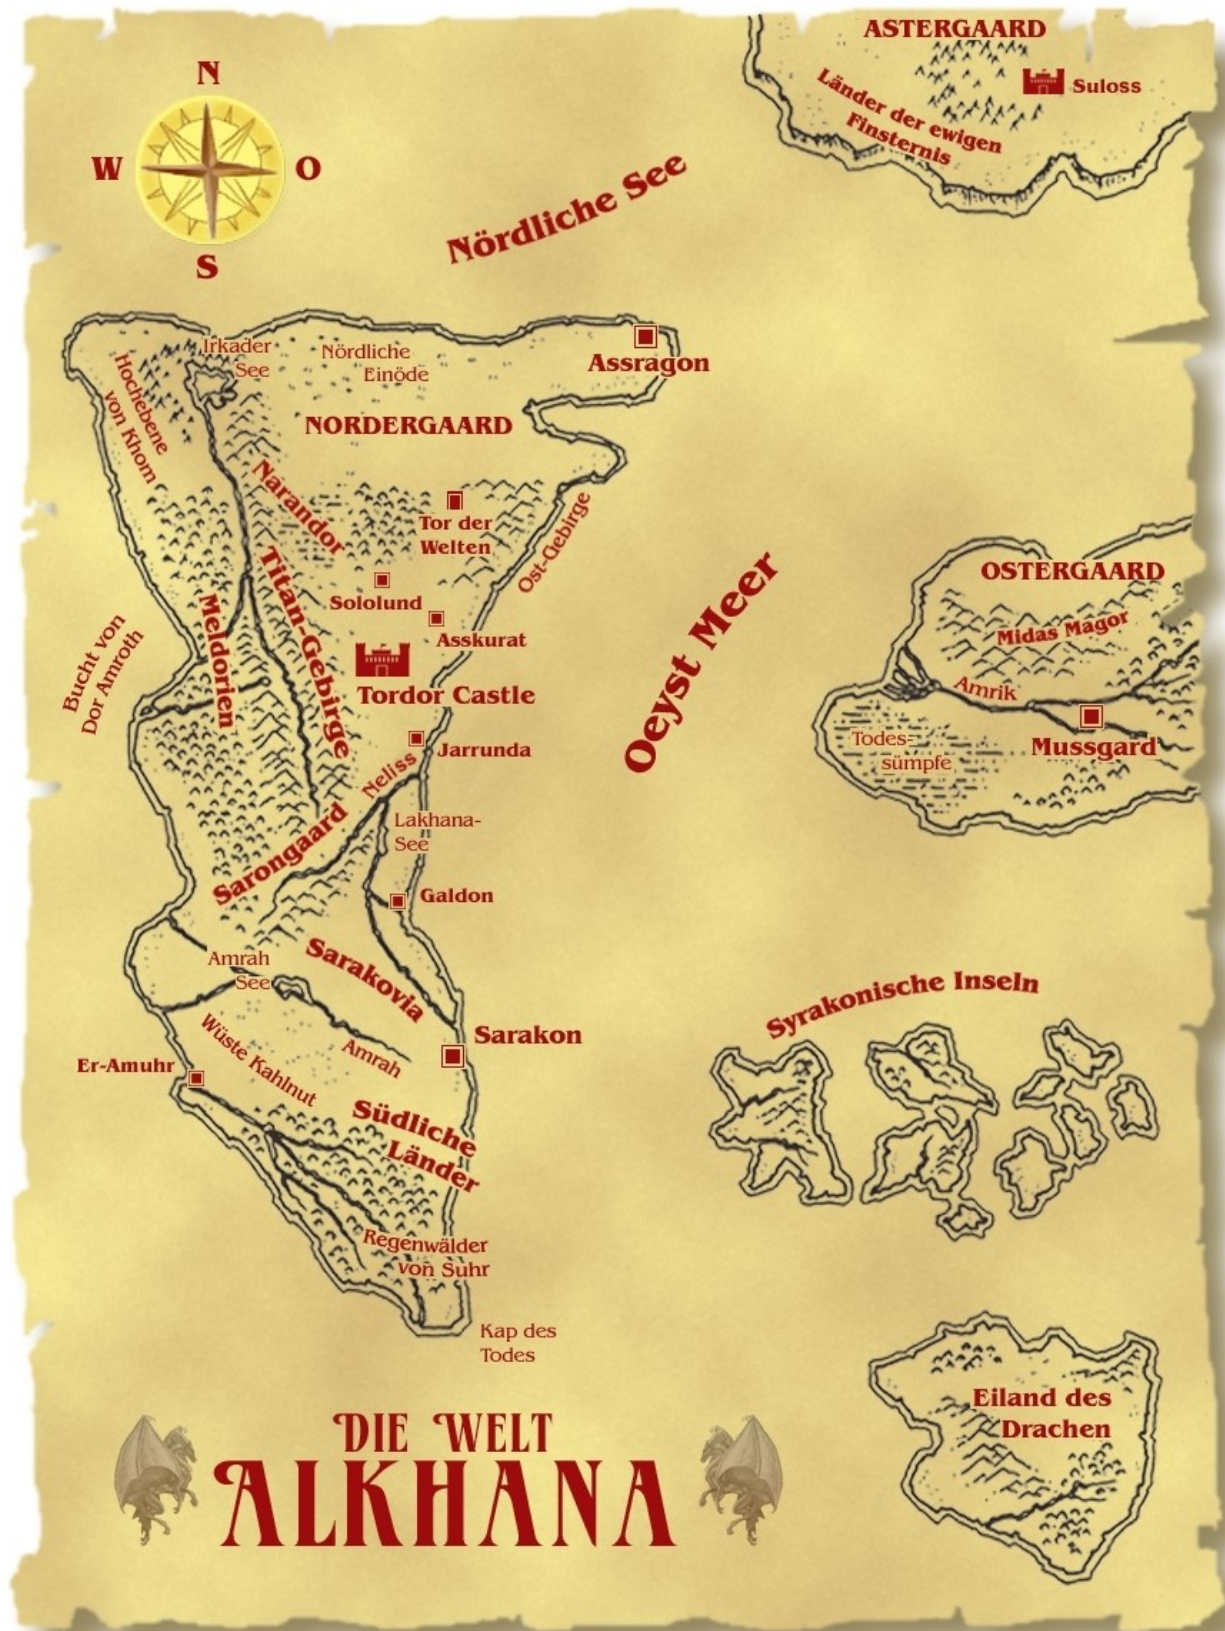 ASTERGAARD
Suloss
Länder der ewigen
Finsternis
N
W
O
S
Nördliche See
Irkader
See
Nördliche
Einöde
Assragon
Hochebene
von Khorn
NORDERGAARD
Narandor
Tor der
Welten
Ost-Gebirge
Titan-Gebirge
Sololund
Asskurat
Meldorien
Bucht von
Dor Amroth
Tordor Castle
Oeyst Meer
OSTERGAARD
Midas Magor
Amrik
Mussgard
Todes-
sümpfe
Jarrunda
Neliss
Lakhana-
See
Sarongaard
Galdon
Amrah
See
Sarakovia
Sarakon
Syrakonische Inseln
Wüste Kahlnut
Amrah
Er-Amuhr
Südliche
Länder
Regenwälder
von Suhr
Kap des
Todes
Eiland des
Drachen
DIE WELT
ALKHANA